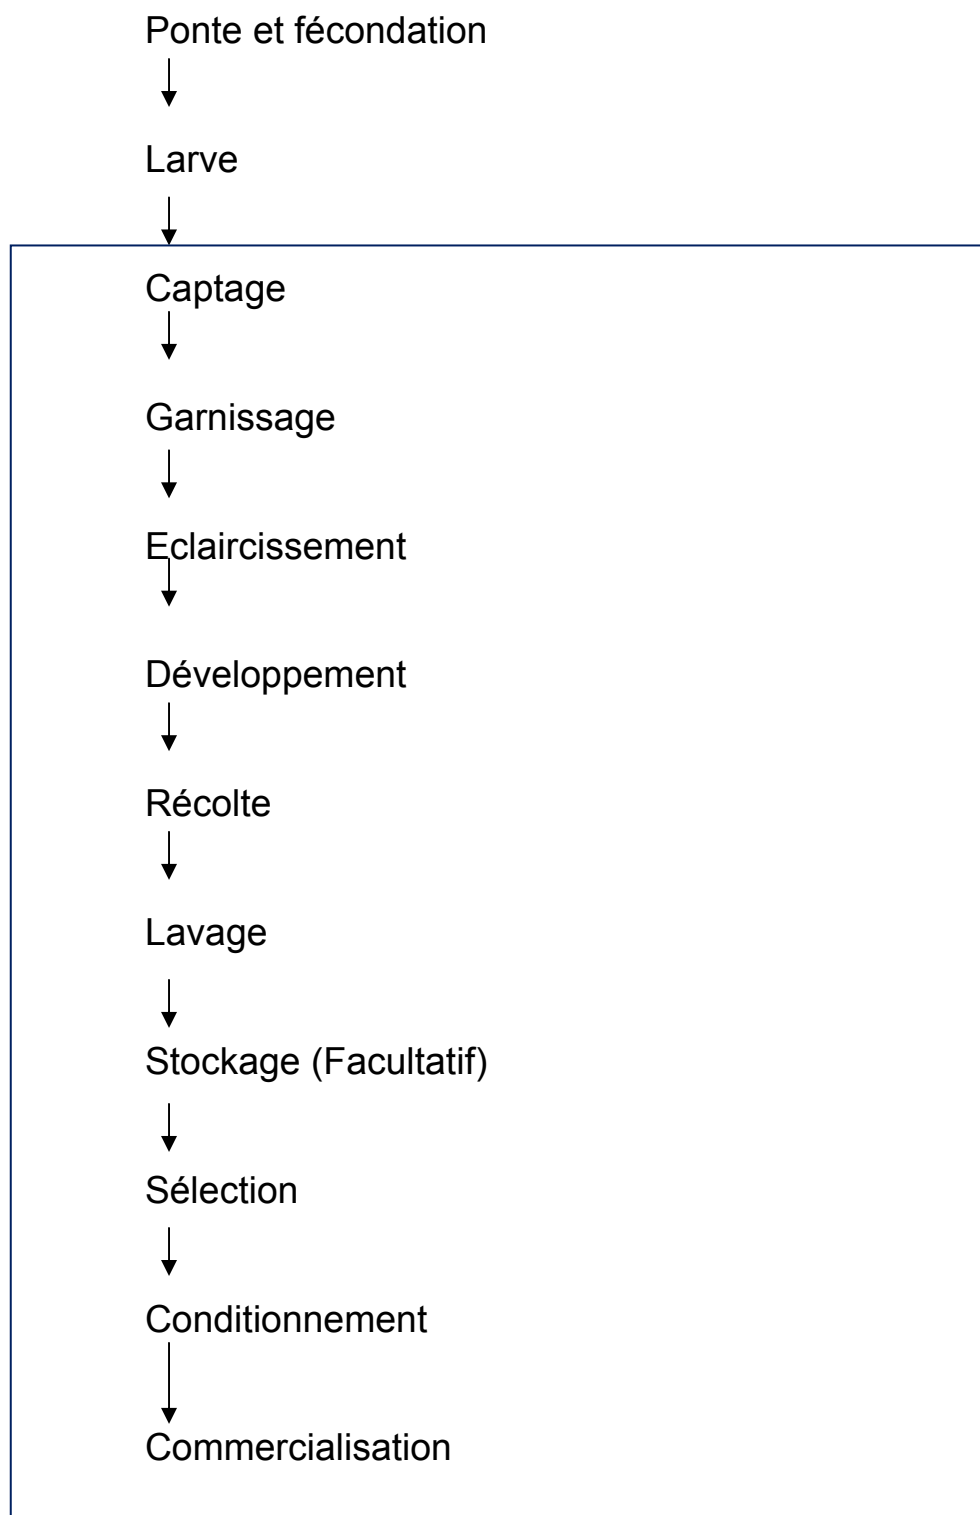 Ponte et fécondation
Larve
Captage
Garnissage
Eclaircissement
Développement
Récolte
Lavage
Stockage (Facultatif)
Sélection
Conditionnement
Commercialisation